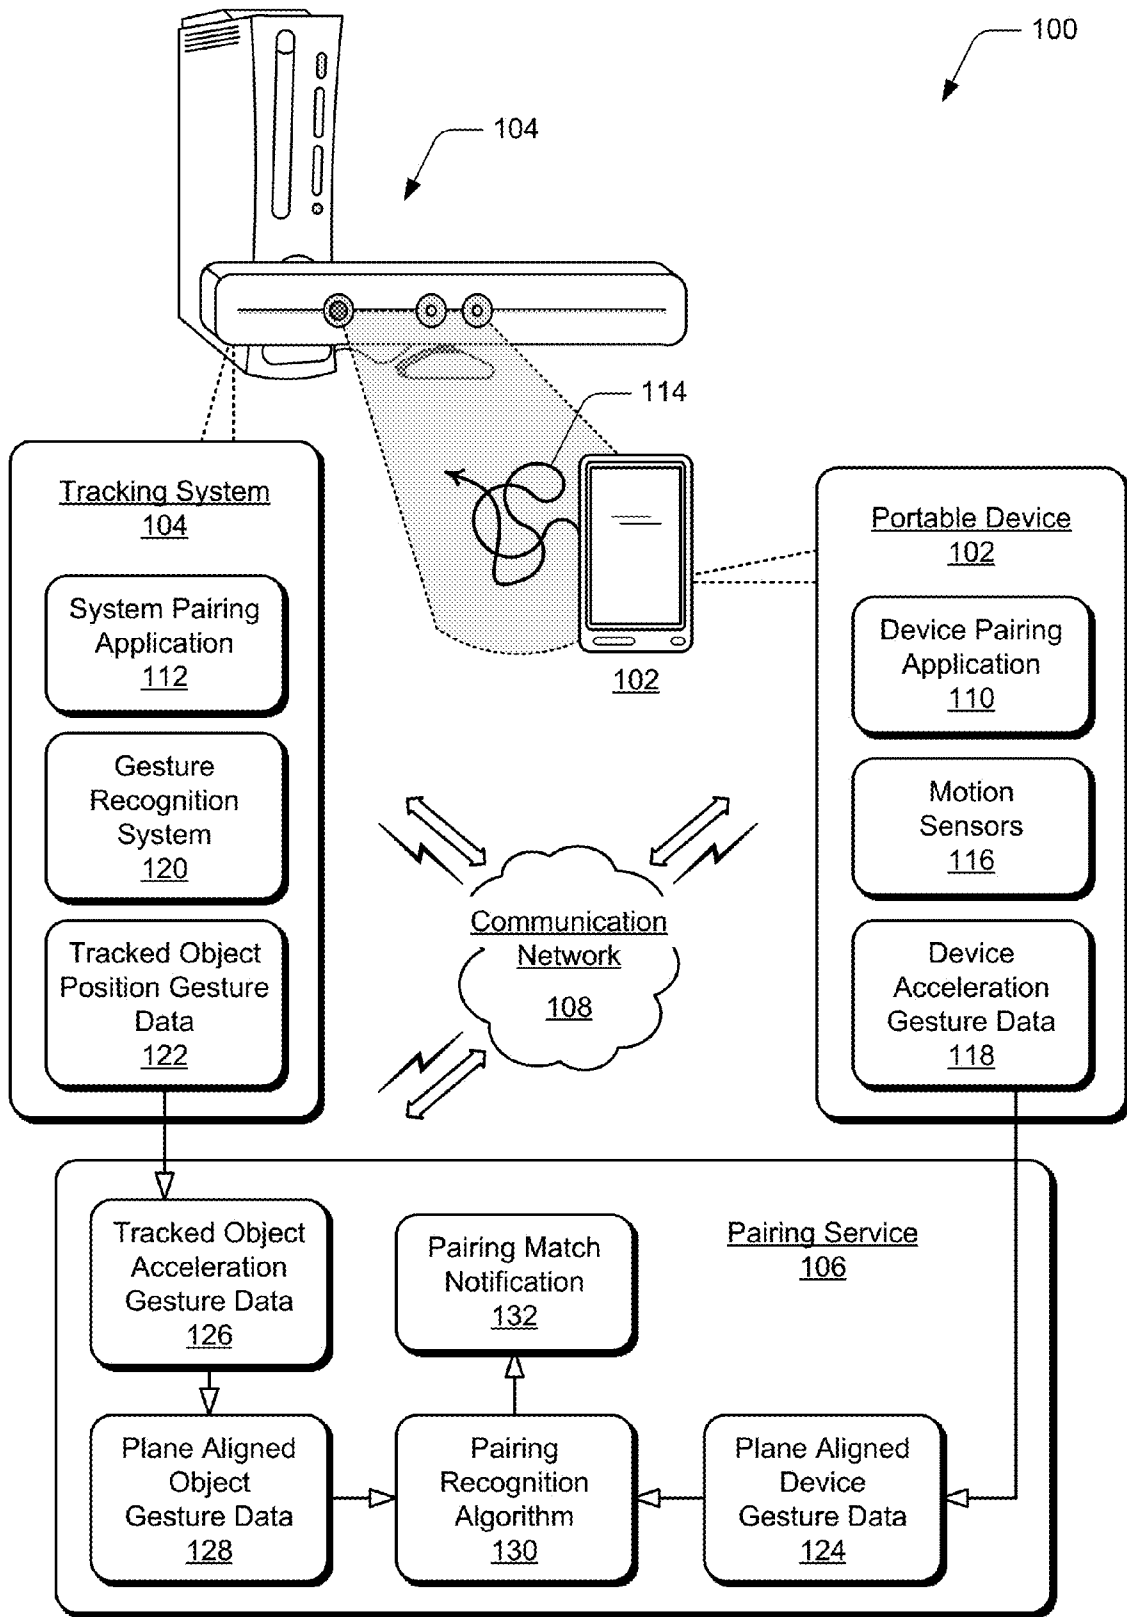 100
104
114
Tracking System
104
System Pairing
Application
112
Gesture
Recognition
System
120
Tracked Object
Position Gesture
Data
122
102
Portable Device
102
Device Pairing
Application
110
Motion
Sensors
116
Device
Acceleration
Gesture Data
118
Communication
Network
108
Pairing Service
106
Tracked Object
Acceleration
Gesture Data
126
Pairing Match
Notification
132
Plane Aligned
Object
Gesture Data
128
Pairing
Recognition
Algorithm
130
Plane Aligned
Device
Gesture Data
124